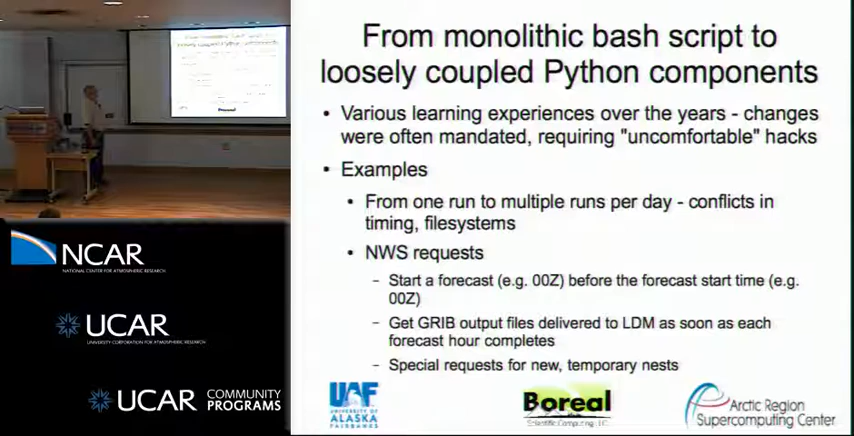 From monolithic bash script to
loosely coupled Python components
• Various learning experiences over the years - changes
were often mandated, requiring "uncomfortable" hacks
• Examples
• From one run to multiple runs per day - conflicts in
timing, filesystems
• NWS requests
– Start a forecast (e.g. 00Z) before the forecast start time (e.g.
00Z)
– Get GRIB output files delivered to LDM as soon as each
forecast hour completes
– Special requests for new, temporary nests
NCAR
NATIONAL CENTER FOR ATMOSPHERIC RESEARCH
UCAR
UNIVERSITY CORPORATION FOR ATMOSPHERIC RESEARCH
UCAR COMMUNITY
PROGRAMS
UAF
UNIVERSITY OF
ALASKA
FAIRBANKS
Boreal
Scientific Computing LLC
Arctic Region
Supercomputing Center